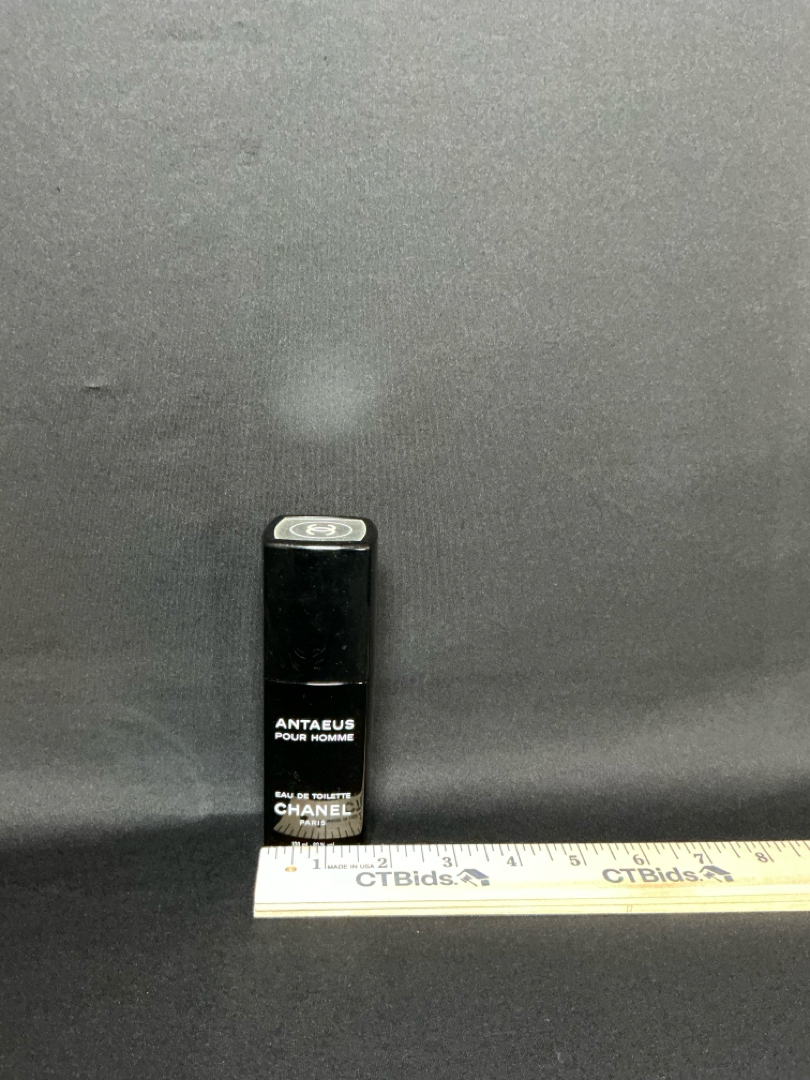 ANTAEUS
POUR HOMME
EAU DE TOILETTE
CHANEL
PARIS
1 MADE IN USA 2 3 4 5 6 7 8
CTBids. CTBids.